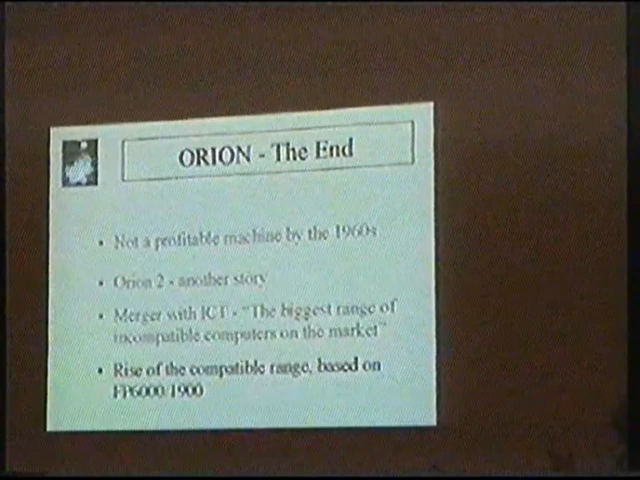 ORION - The End
• Not a profitable machine by the 1960s
• Orion 2 - another story
• Merger with ICT - "The biggest range of
incompatible computers on the market"
• Rise of the compatible range, based on
FP6000/1900